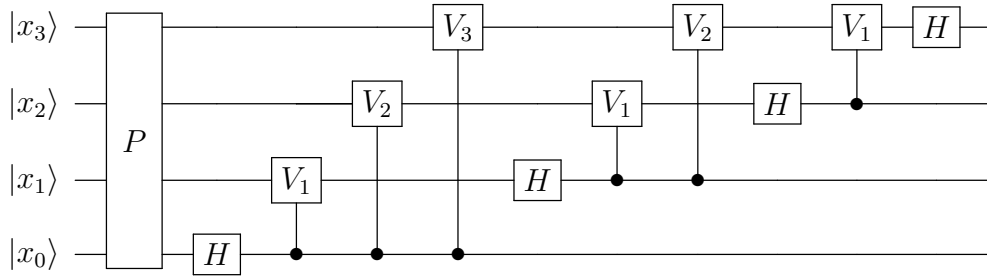 |x₃⟩ V₃ V₂ V₁ H
|x₂⟩ P V₂ V₁ H
|x₁⟩ V₁ H
|x₀⟩ H